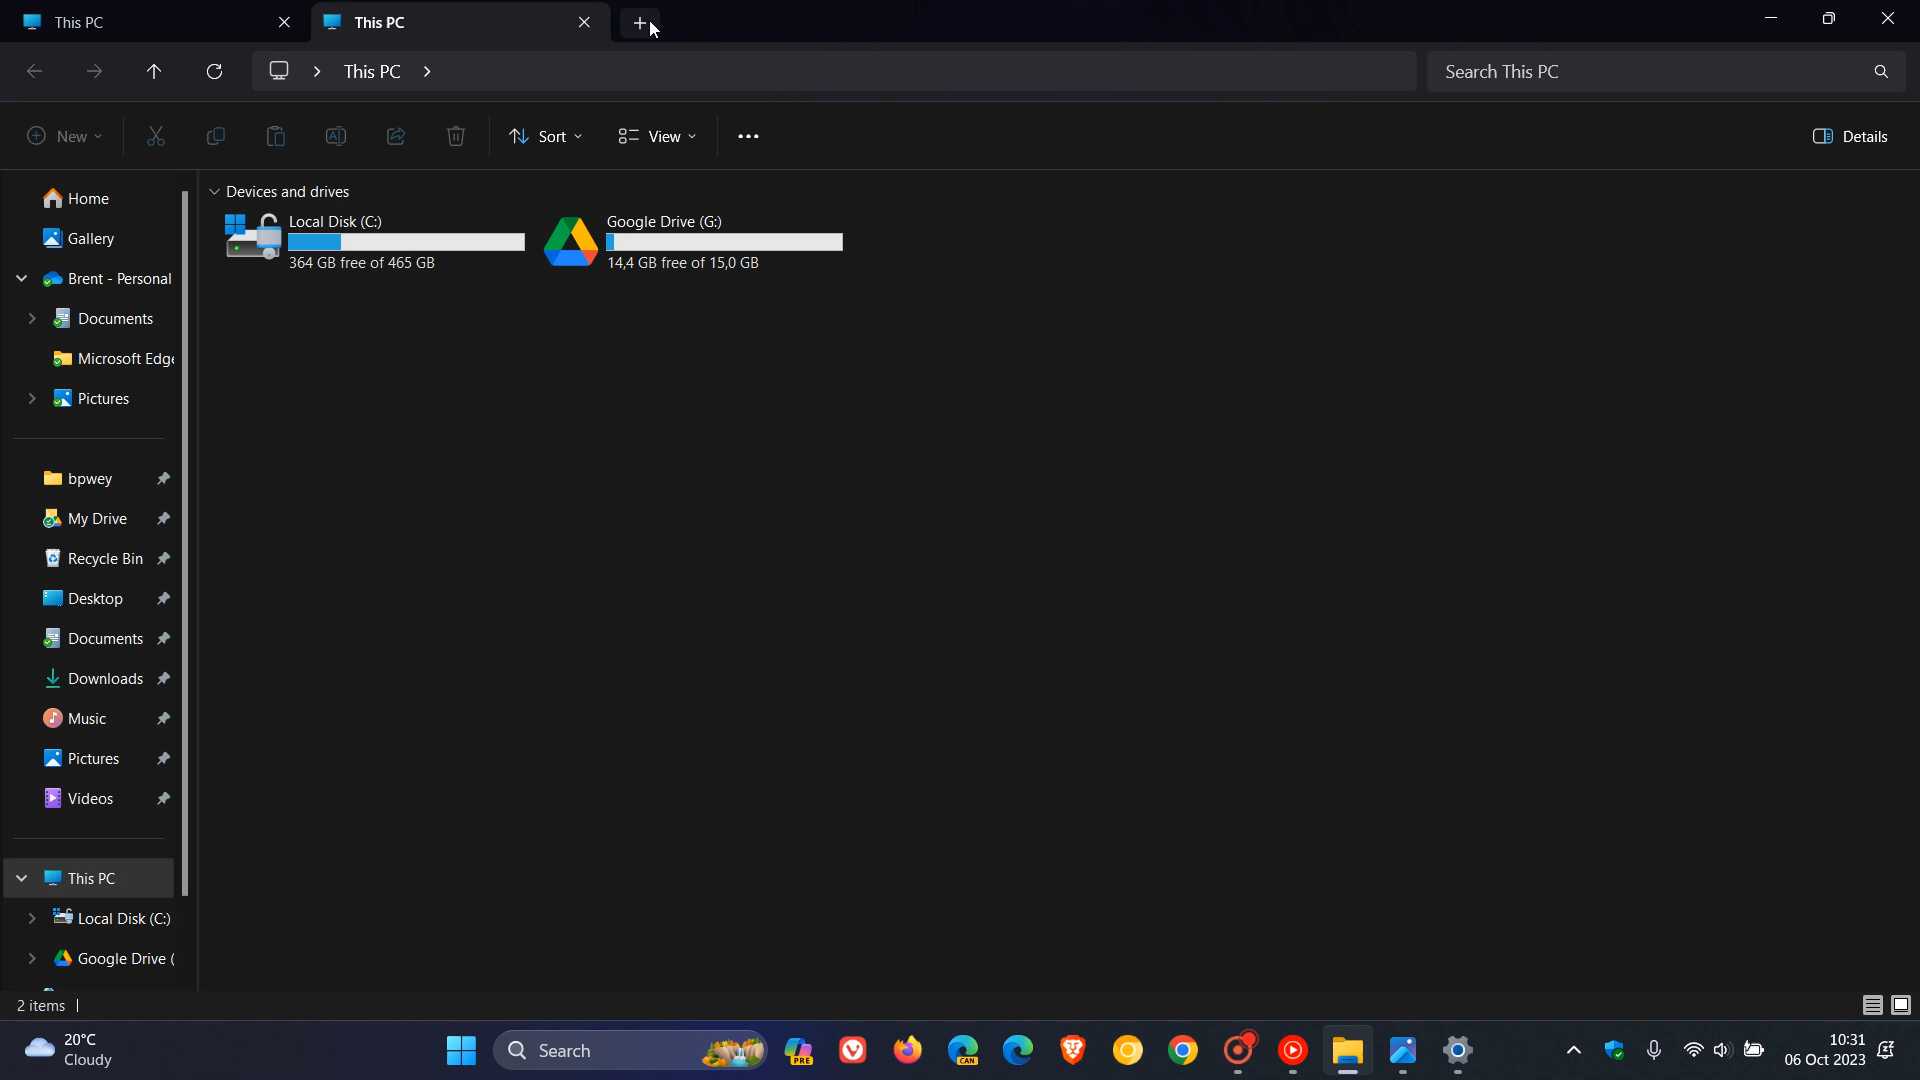 This PC
This PC
This PC
Search This PC
New
Sort
View
Details
Home
Gallery
Brent - Personal
Documents
Microsoft Edge
Pictures
bpwey
My Drive
Recycle Bin
Desktop
Documents
Downloads
Music
Pictures
Videos
This PC
Local Disk (C:)
Google Drive (
Devices and drives
Local Disk (C:)
364 GB free of 465 GB
Google Drive (G:)
14,4 GB free of 15,0 GB
2 items
20°C
Cloudy
Search
PRE
CAN
10:31
06 Oct 2023